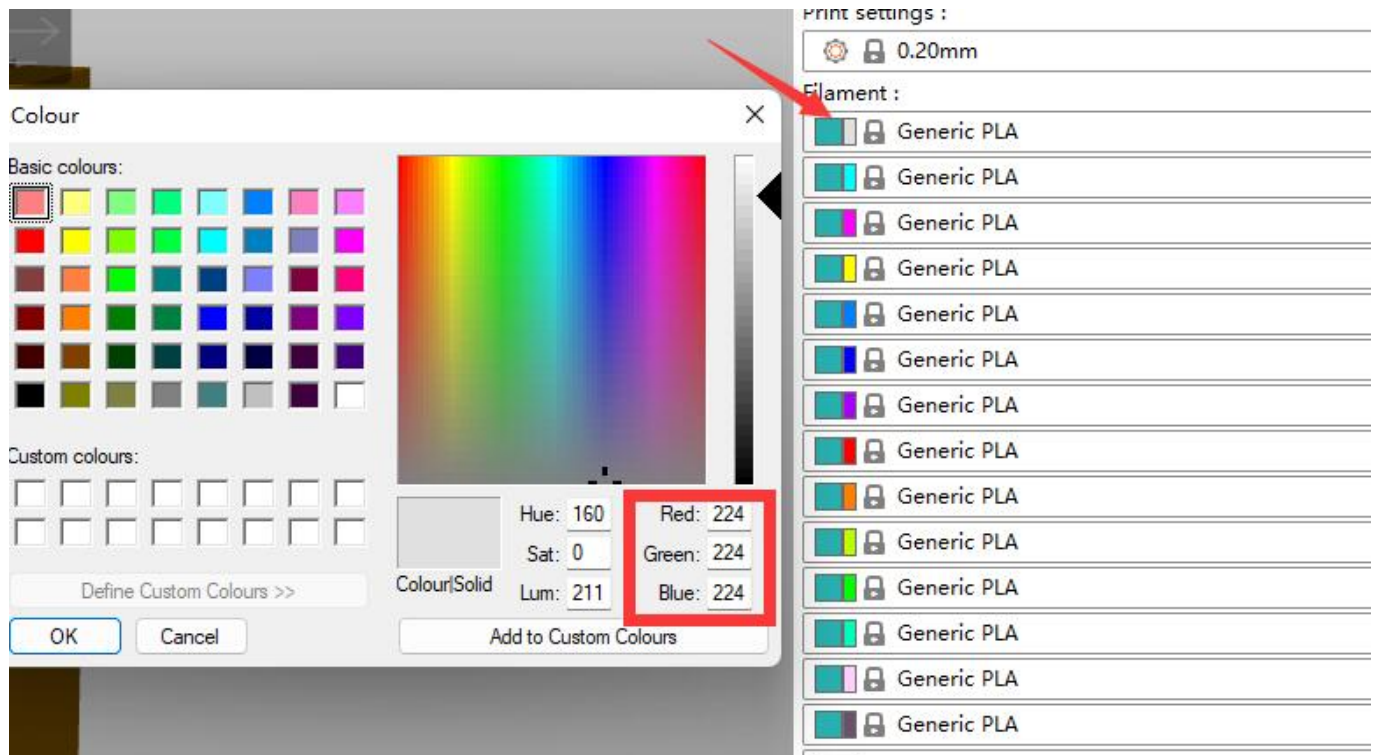 Print settings :
0.20mm
Filament :
Colour
Generic PLA
Basic colours:
Generic PLA
Generic PLA
Generic PLA
Generic PLA
Generic PLA
Generic PLA
Generic PLA
Custom colours:
Generic PLA
Hue: 160 Red: 224
Generic PLA
Sat: 0 Green: 224
Colour|Solid Lum: 211 Blue: 224
Define Custom Colours >>
Generic PLA
OK Cancel Add to Custom Colours
Generic PLA
Generic PLA
Generic PLA